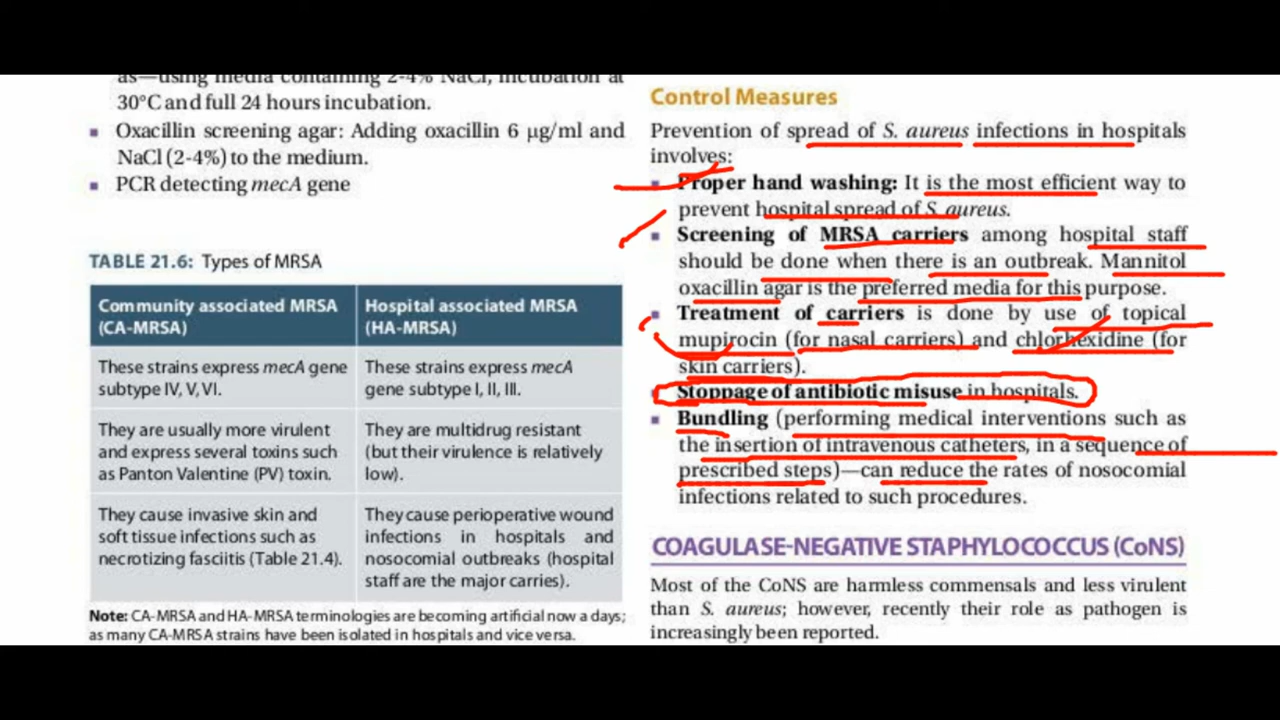 as—using media containing 2-4% NaCl, incubation at
30°C and full 24 hours incubation.
Oxacillin screening agar: Adding oxacillin 6 µg/ml and
NaCl (2-4%) to the medium.
PCR detecting mecA gene
TABLE 21.6: Types of MRSA
Community associated MRSA
(CA-MRSA)
Hospital associated MRSA
(HA-MRSA)
These strains express mecA gene
subtype IV, V, VI.
These strains express mecA
gene subtype I, II, III.
They are usually more virulent
and express several toxins such
as Panton Valentine (PV) toxin.
They are multidrug resistant
(but their virulence is relatively
low).
They cause invasive skin and
soft tissue infections such as
necrotizing fasciitis (Table 21.4).
They cause perioperative wound
infections in hospitals and
nosocomial outbreaks (hospital
staff are the major carries).
Note: CA-MRSA and HA-MRSA terminologies are becoming artificial now a days;
as many CA-MRSA strains have been isolated in hospitals and vice versa.
Control Measures
Prevention of spread of S. aureus infections in hospitals
involves:
Proper hand washing: It is the most efficient way to
prevent hospital spread of S. aureus.
Screening of MRSA carriers among hospital staff
should be done when there is an outbreak. Mannitol
oxacillin agar is the preferred media for this purpose.
Treatment of carriers is done by use of topical
mupirocin (for nasal carriers) and chlorhexidine (for
skin carriers).
Stoppage of antibiotic misuse in hospitals.
Bundling (performing medical interventions such as
the insertion of intravenous catheters, in a sequence of
prescribed steps)—can reduce the rates of nosocomial
infections related to such procedures.
COAGULASE-NEGATIVE STAPHYLOCOCCUS (CoNS)
Most of the CoNS are harmless commensals and less virulent
than S. aureus; however, recently their role as pathogen is
increasingly been reported.